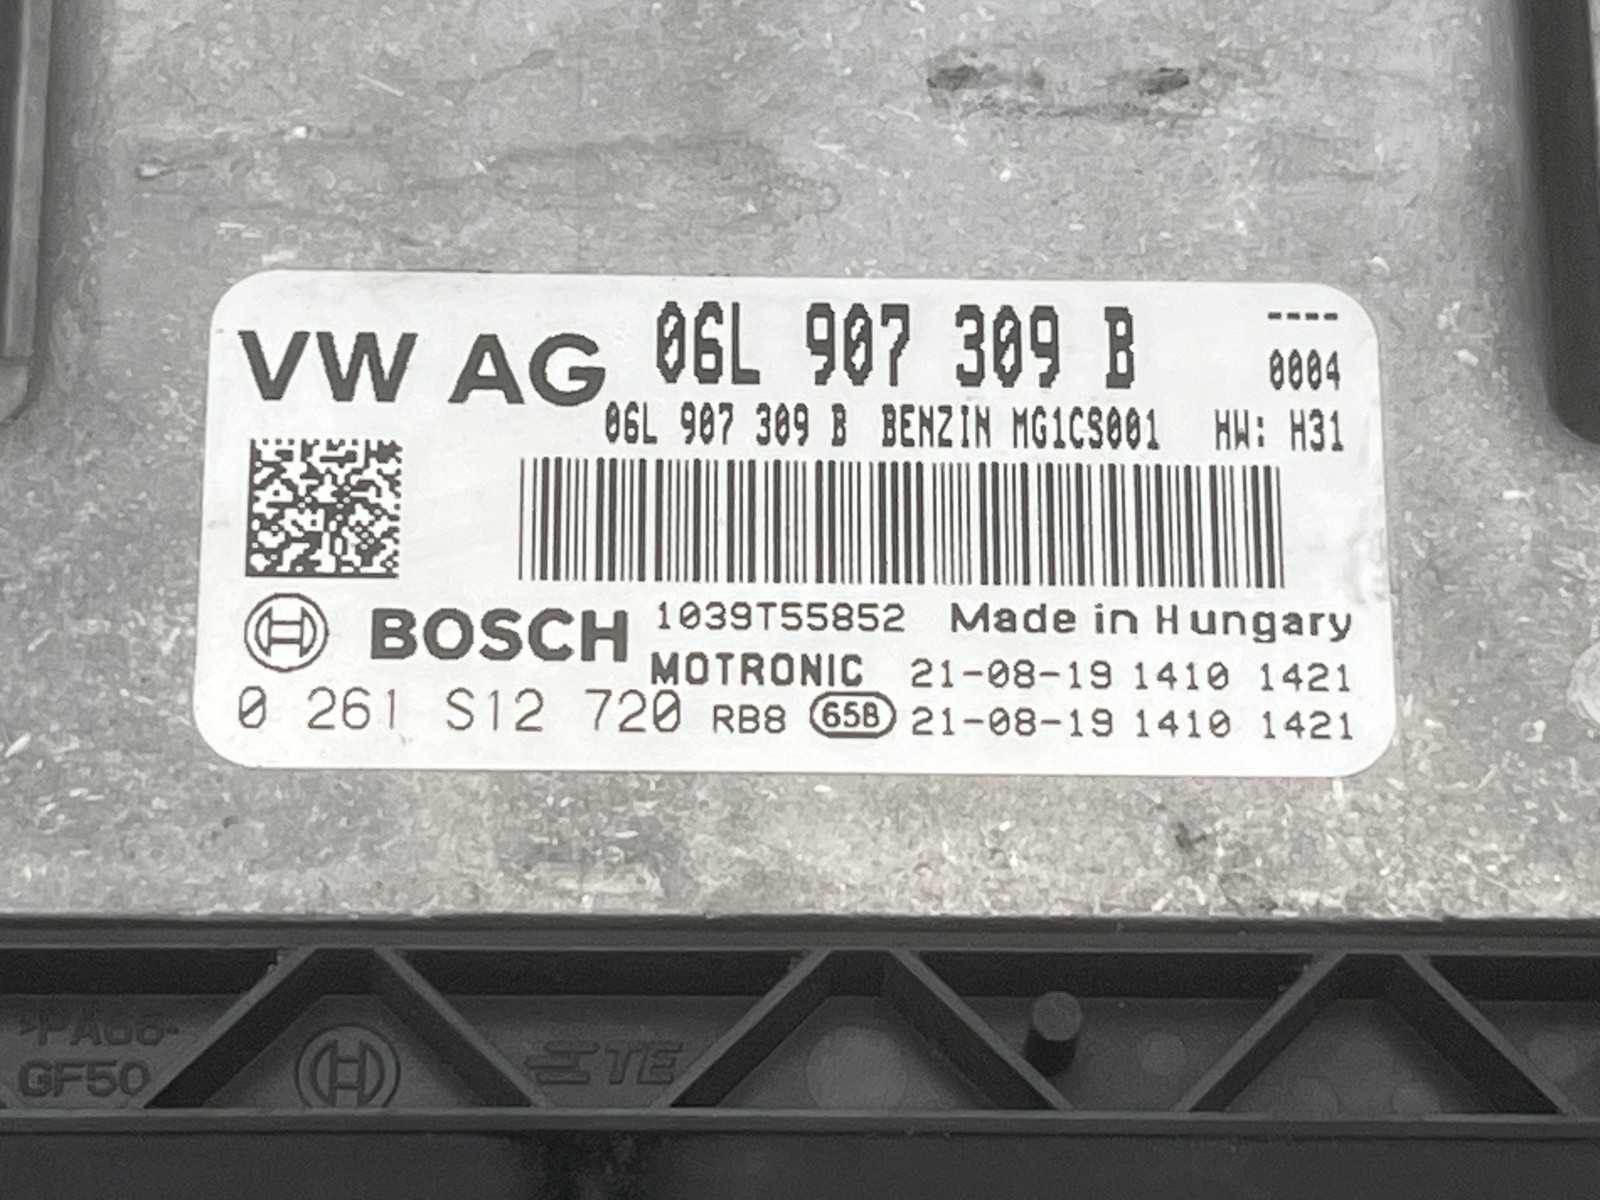 VW AG 06L 907 309 B ----
0004
06L 907 309 B BENZIN MG1CS001 HW: H31
BOSCH 1039T55852 Made in Hungary
MOTRONIC 21-08-19 1410 1421
0 261 S12 720 RB8 65B 21-08-19 1410 1421
>PA66-
GF50
TE